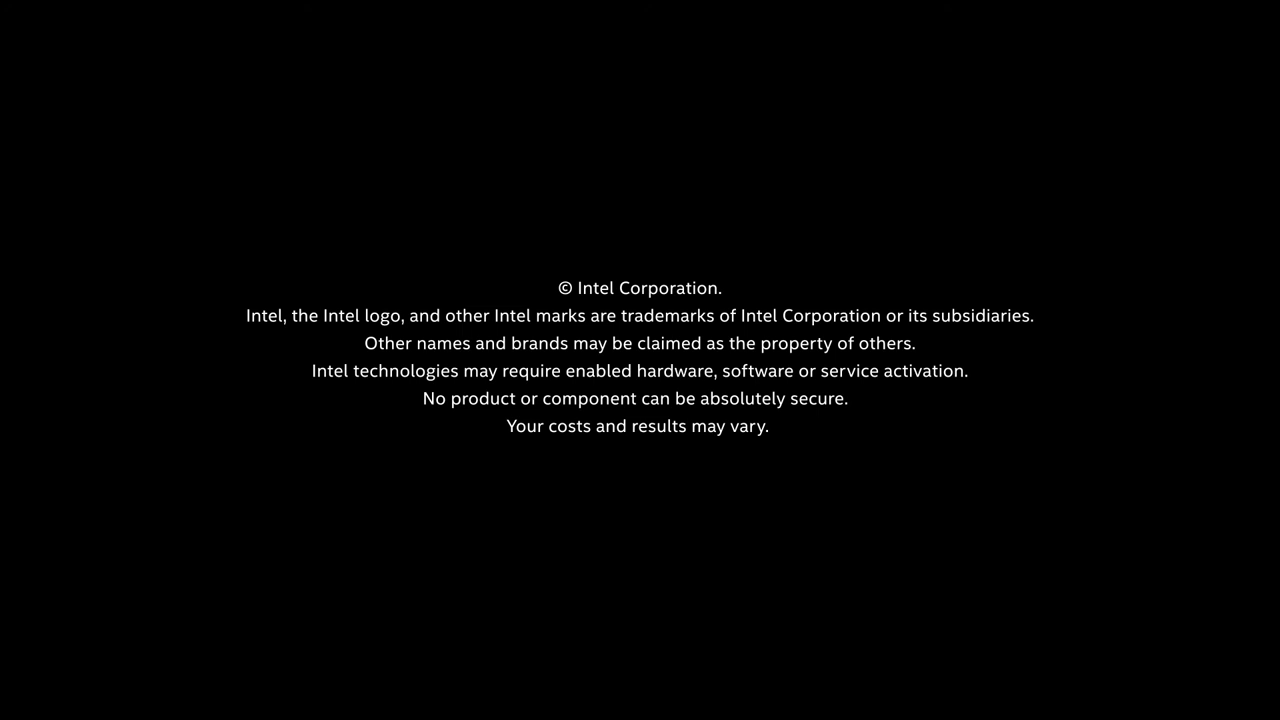 © Intel Corporation.
Intel, the Intel logo, and other Intel marks are trademarks of Intel Corporation or its subsidiaries.
Other names and brands may be claimed as the property of others.
Intel technologies may require enabled hardware, software or service activation.
No product or component can be absolutely secure.
Your costs and results may vary.